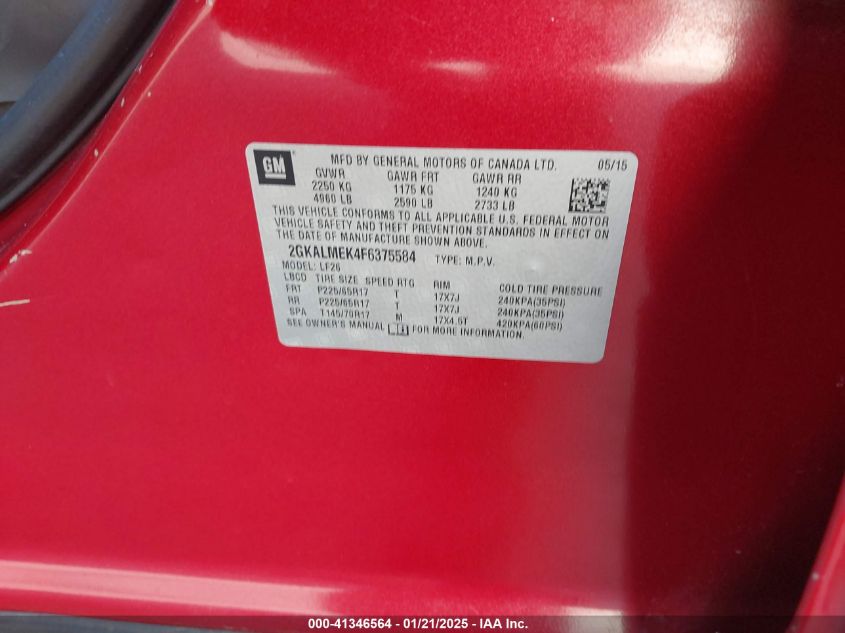 GM
MFD BY GENERAL MOTORS OF CANADA LTD. 05/15
GVWR GAWR FRT GAWR RR
2250 KG 1175 KG 1240 KG
4960 LB 2590 LB 2733 LB
THIS VEHICLE CONFORMS TO ALL APPLICABLE U.S. FEDERAL MOTOR
VEHICLE SAFETY AND THEFT PREVENTION STANDARDS IN EFFECT ON
THE DATE OF MANUFACTURE SHOWN ABOVE.
2GKALMEK4F6375584 TYPE: M.P.V.
MODEL: LF26
LBCD TIRE SIZE SPEED RTG RIM COLD TIRE PRESSURE
FRT P225/65R17 T 17X7J 240KPA(35PSI)
RR P225/65R17 T 17X7J 240KPA(35PSI)
SPA T145/70R17 M 17X4.5T 420KPA(60PSI)
SEE OWNER'S MANUAL FOR MORE INFORMATION.
000-41346564 - 01/21/2025 - IAA Inc.